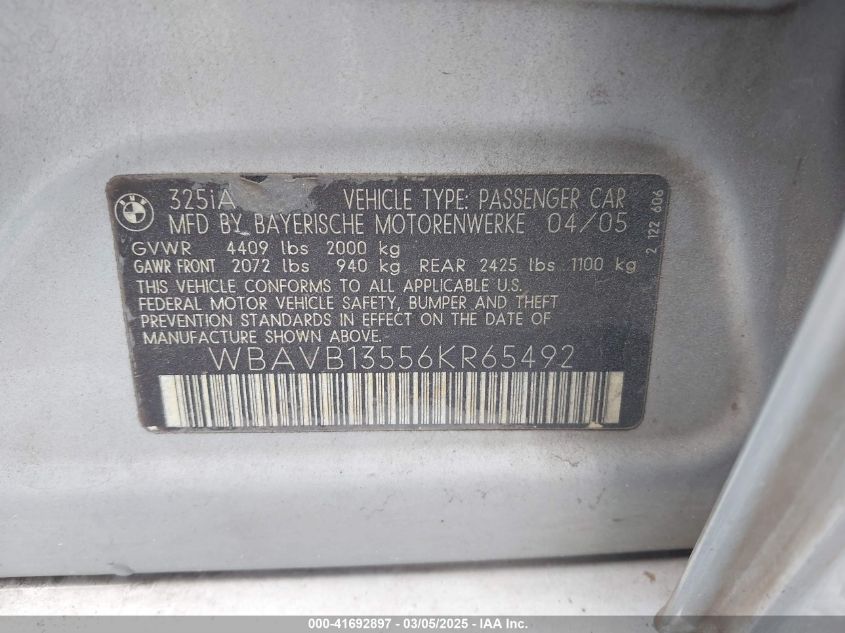 BMW
325iA VEHICLE TYPE: PASSENGER CAR
MFD BY BAYERISCHE MOTORENWERKE 04/05
GVWR 4409 lbs 2000 kg
GAWR FRONT 2072 lbs 940 kg REAR 2425 lbs 1100 kg
THIS VEHICLE CONFORMS TO ALL APPLICABLE U.S.
FEDERAL MOTOR VEHICLE SAFETY, BUMPER AND THEFT
PREVENTION STANDARDS IN EFFECT ON THE DATE OF
MANUFACTURE SHOWN ABOVE.
WBAVB13556KR65492
2 122 606
000-41692897 - 03/05/2025 - IAA Inc.